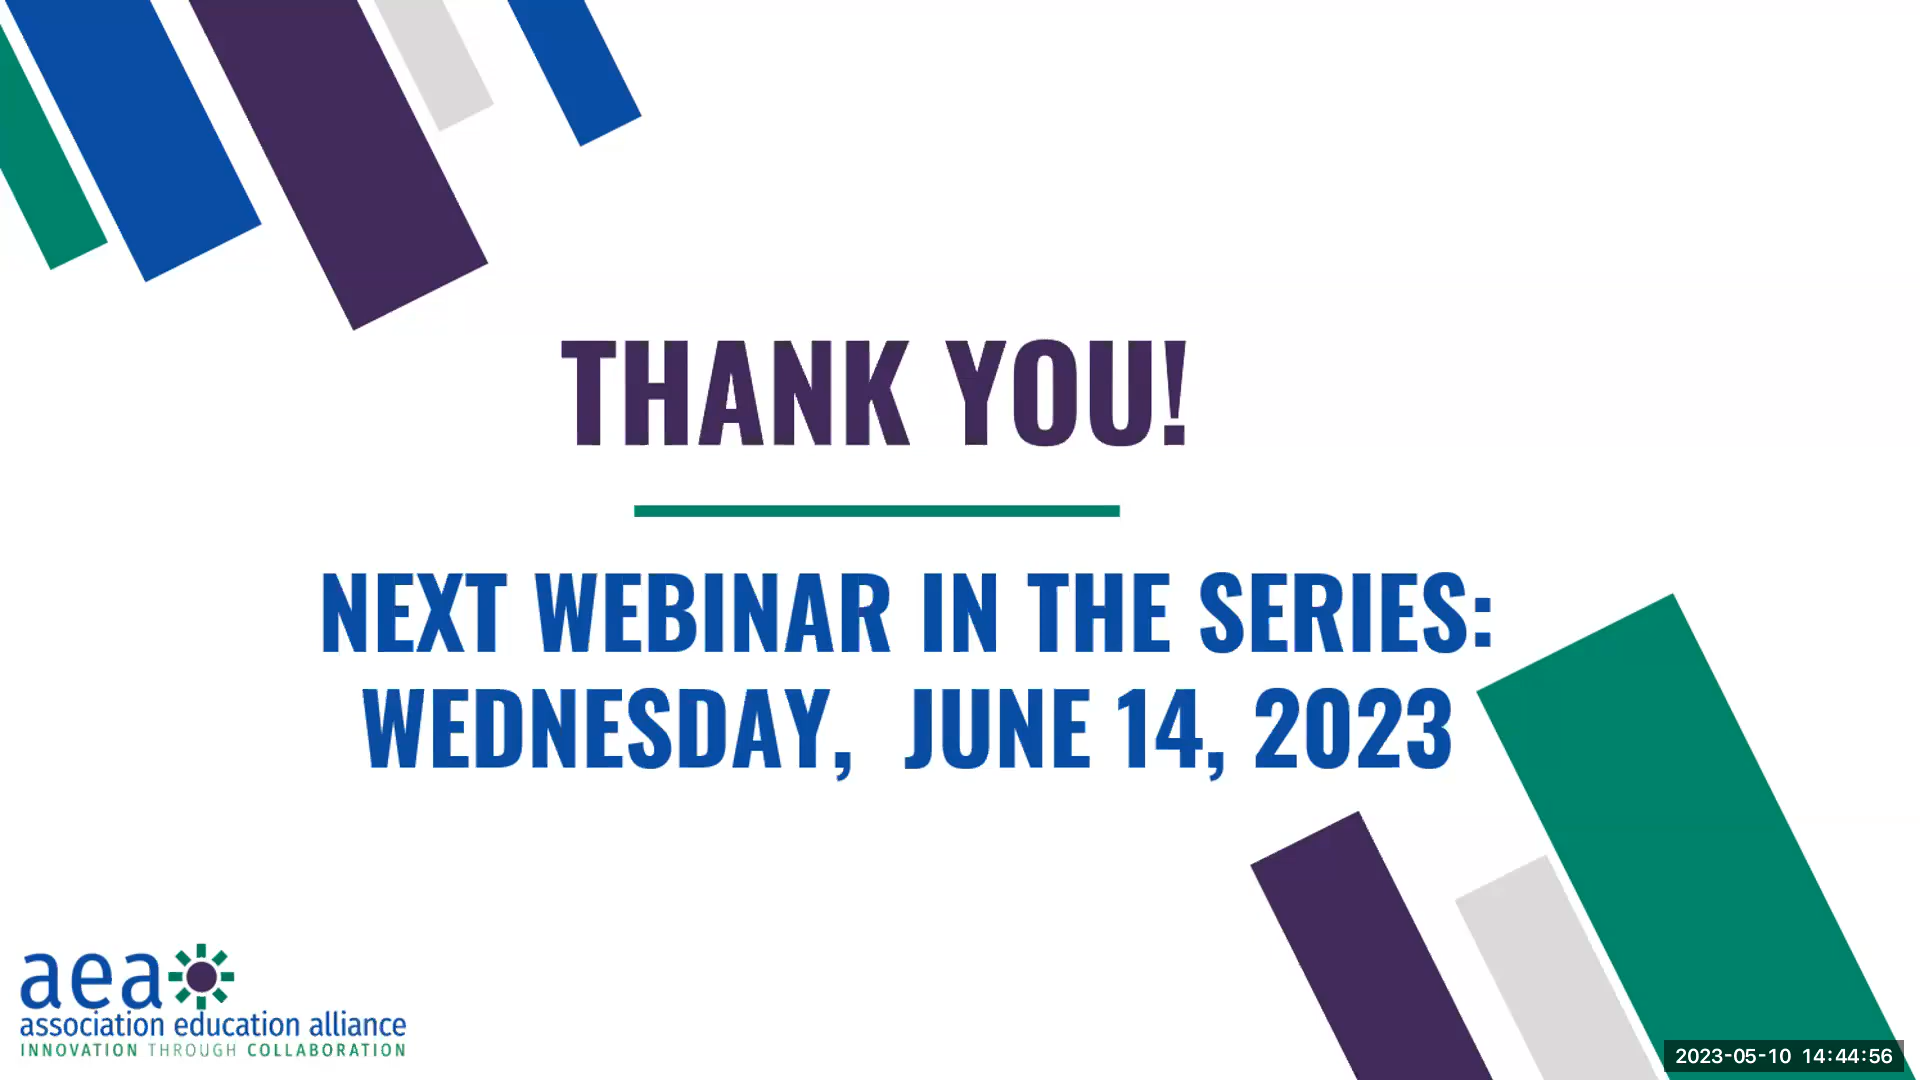 THANK YOU!
NEXT WEBINAR IN THE SERIES:
WEDNESDAY,  JUNE 14, 2023
aea
association education alliance
INNOVATION THROUGH COLLABORATION
2023-05-10 14:44:56